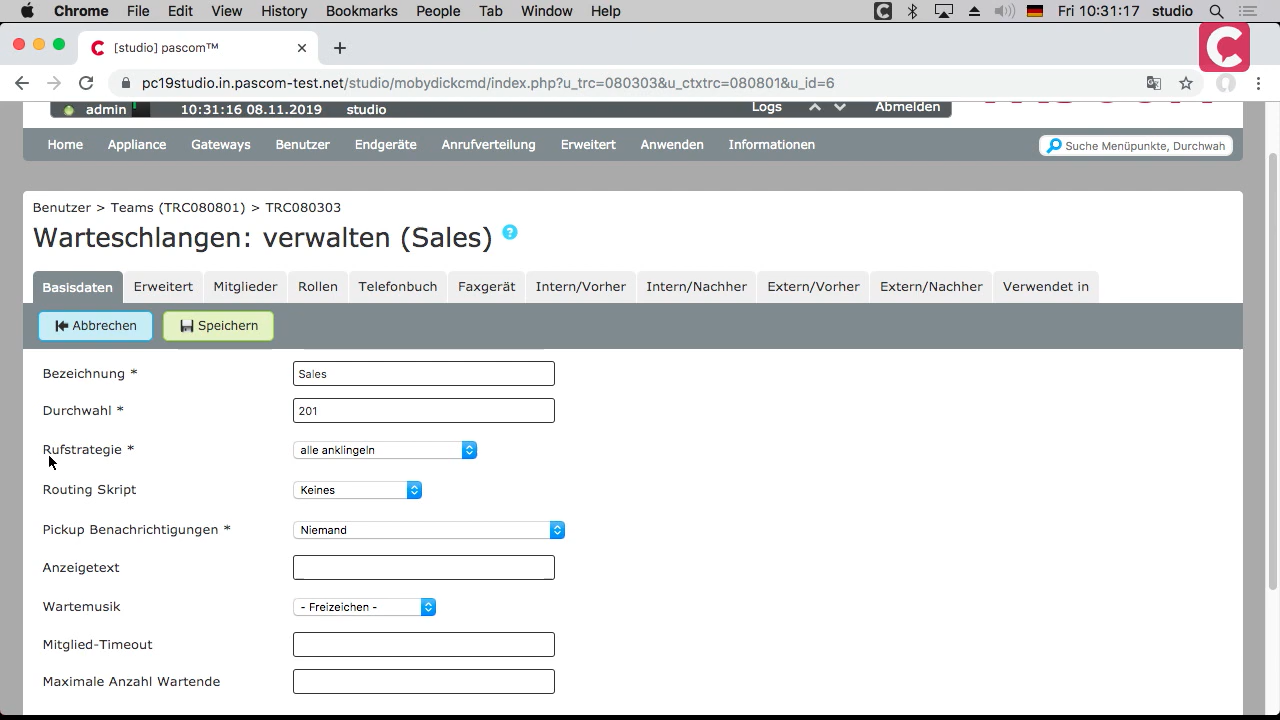 Chrome File Edit View History Bookmarks People Tab Window Help Fri 10:31:17 studio
[studio] pascom™
pc19studio.in.pascom-test.net/studio/mobydickcmd/index.php?u_trc=080303&u_ctxtrc=080801&u_id=6
admin 10:31:16 08.11.2019 studio Logs Abmelden
Home Appliance Gateways Benutzer Endgeräte Anrufverteilung Erweitert Anwenden Informationen Suche Menüpunkte, Durchwah
Benutzer > Teams (TRC080801) > TRC080303
Warteschlangen: verwalten (Sales) ?
Basisdaten Erweitert Mitglieder Rollen Telefonbuch Faxgerät Intern/Vorher Intern/Nachher Extern/Vorher Extern/Nachher Verwendet in
Abbrechen Speichern
Bezeichnung * Sales
Durchwahl * 201
Rufstrategie * alle anklingeln
Routing Skript Keines
Pickup Benachrichtigungen * Niemand
Anzeigetext
Wartemusik - Freizeichen -
Mitglied-Timeout
Maximale Anzahl Wartende